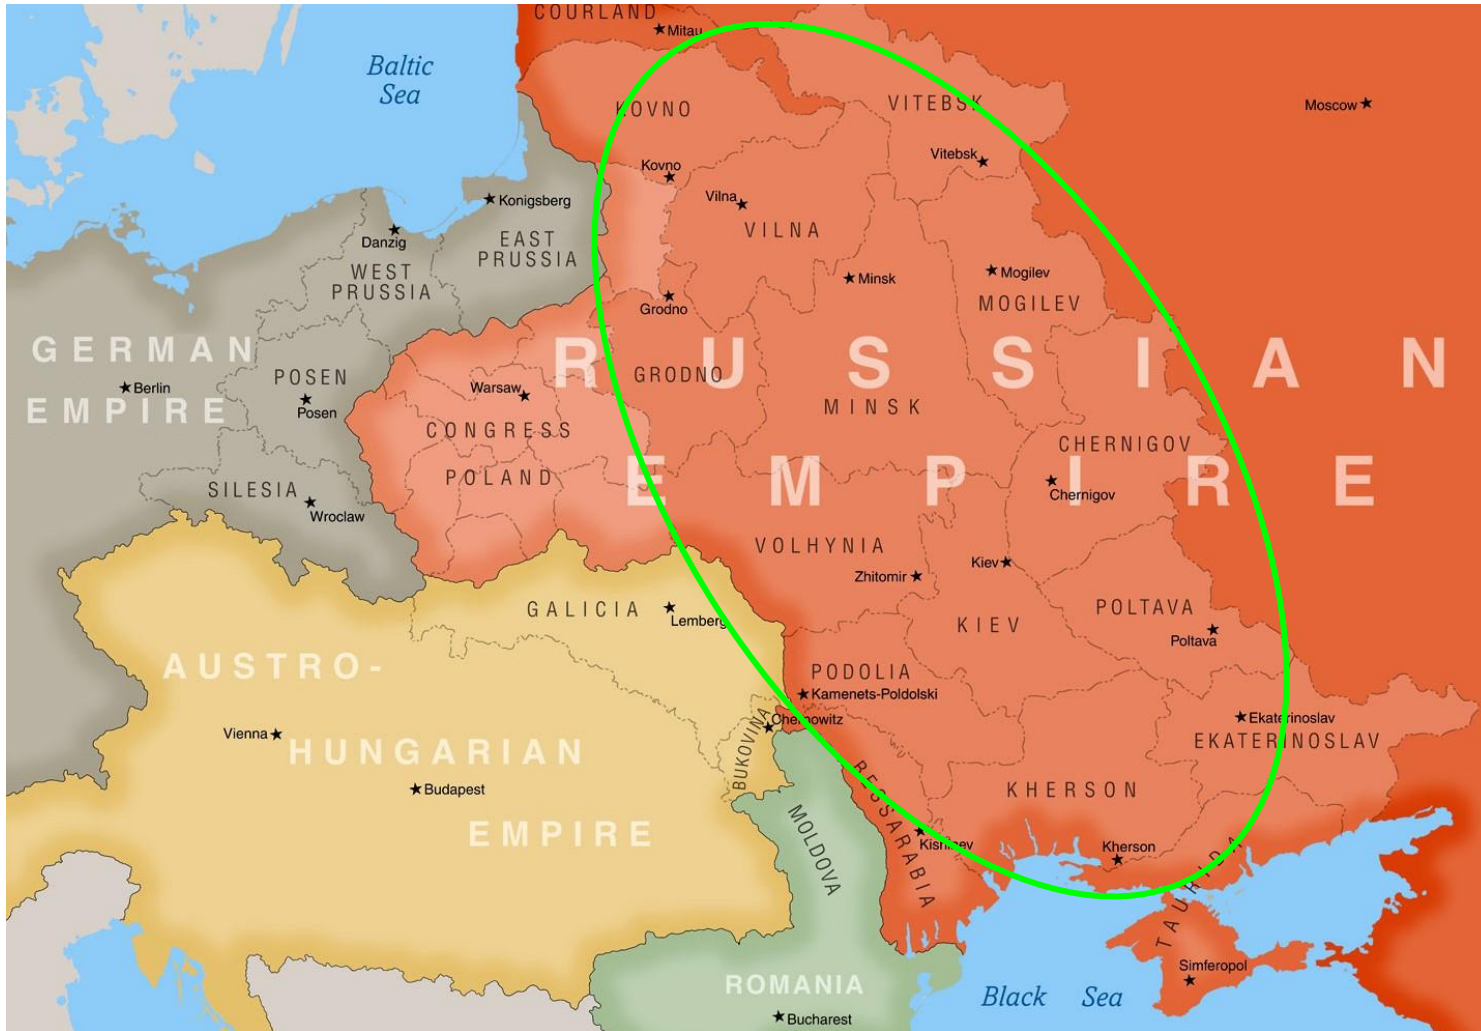 COURLAND
Mitau
Baltic
Sea
KOVNO
VITEBSK
Moscow
Vitebsk
Kovno
Vilna
Konigsberg
VILNA
Danzig
EAST
PRUSSIA
WEST
PRUSSIA
Minsk
Mogilev
MOGILEV
Grodno
GERMAN
EMPIRE
Berlin
POSEN
Posen
RUSSIAN
EMPIRE
GRODNO
Warsaw
MINSK
CONGRESS
POLAND
CHERNIGOV
Chernigov
SILESIA
Wroclaw
VOLHYNIA
Zhitomir
Kiev
GALICIA
Lemberg
KIEV
POLTAVA
Poltava
AUSTRO-
HUNGARIAN
EMPIRE
PODOLIA
Kamenets-Poldolski
Chernowitz
BUKOVINA
Ekaterinoslav
EKATERINOSLAV
Vienna
Budapest
KHERSON
Kherson
MOLDOVA
BESSARABIA
Kishinev
TAURIDA
Simferopol
ROMANIA
Bucharest
Black Sea